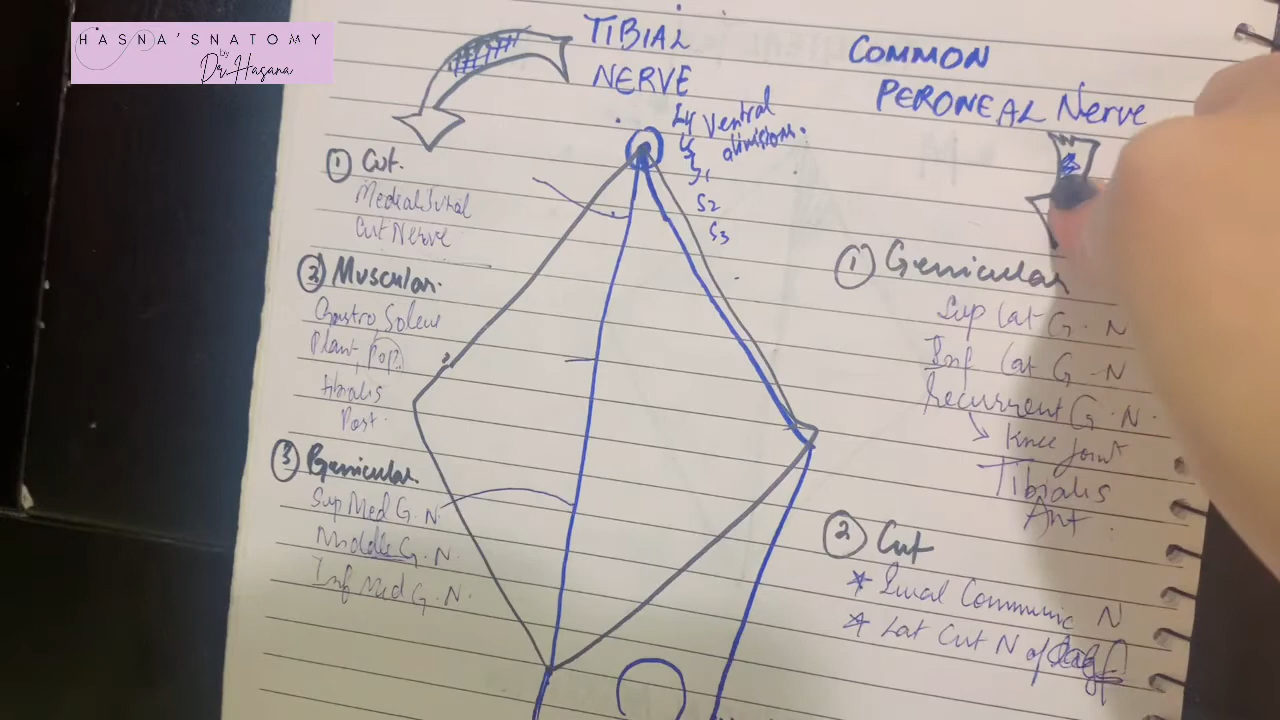 HASNA'SNATOMY
by
Dr.Hasana
TIBIAL
NERVE
L4 Ventral
L5 divisions.
S1
S2
S3
① Cut.
Medial Sural
Cut Nerve
② Muscular.
Gastro, Soleus
Plant, Pop.
tibialis
Post.
③ Genicular.
Sup Med G. N.
Middle G. N.
Inf Med G. N.
COMMON
PERONEAL Nerve
① Genicular
Sup Lat G. N
Inf Lat G. N
Recurrent G. N.
Knee joint
Tibialis
Ant.
② Cut
* Sural Communic N
* Lat Cut N of